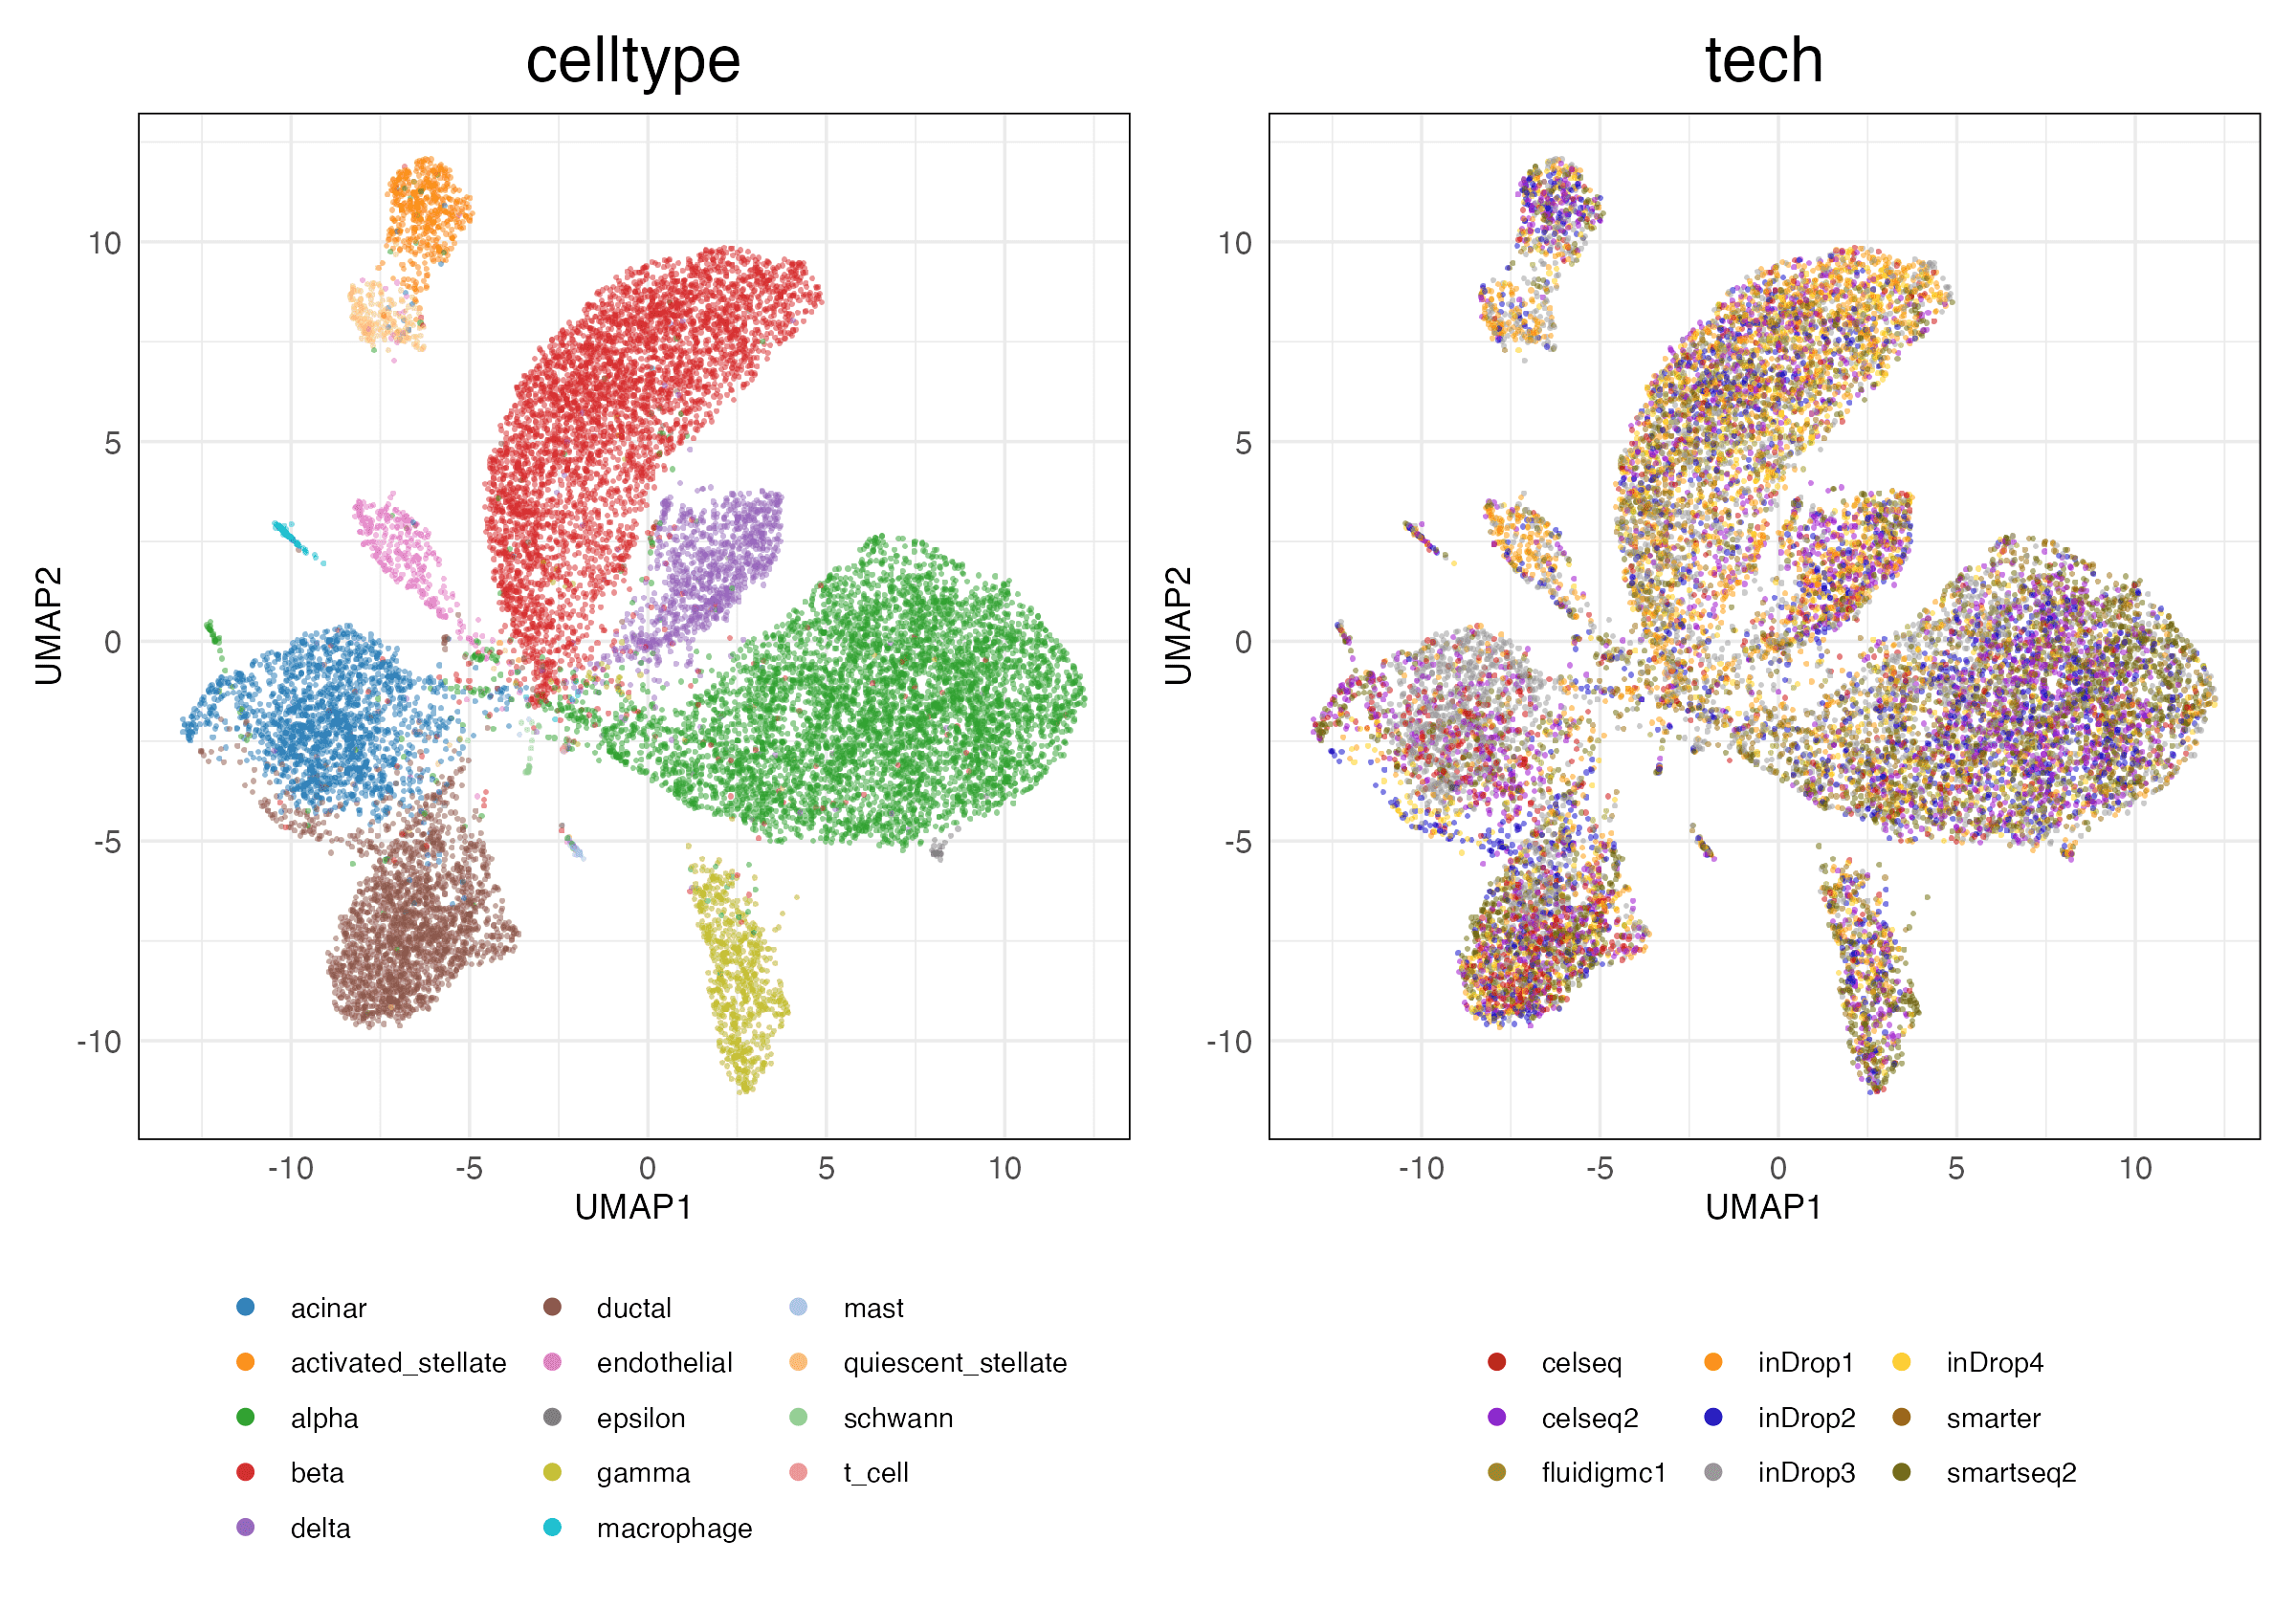 celltype
tech
10
5
0
-5
-10
UMAP2
-10
-5
0
5
10
UMAP1
10
5
0
-5
-10
UMAP2
-10
-5
0
5
10
UMAP1
acinar
activated_stellate
alpha
beta
delta
ductal
endothelial
epsilon
gamma
macrophage
mast
quiescent_stellate
schwann
t_cell
celseq
celseq2
fluidigmc1
inDrop1
inDrop2
inDrop3
inDrop4
smarter
smartseq2